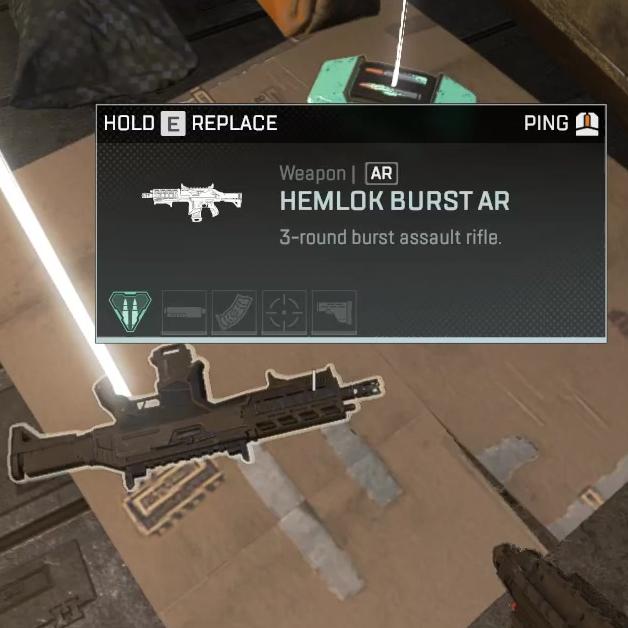 HOLD E REPLACE PING
Weapon | AR
HEMLOK BURST AR
3-round burst assault rifle.